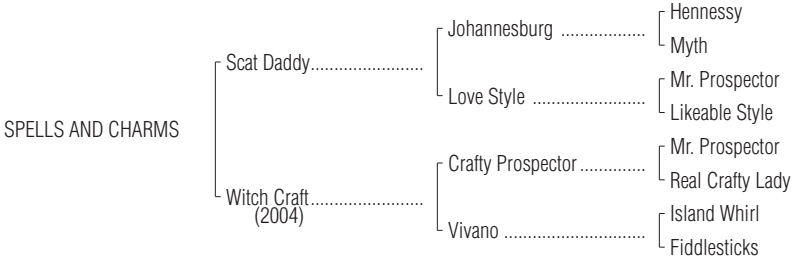 Hennessy
Johannesburg ...................
Myth
Scat Daddy.........................
Mr. Prospector
Love Style .........................
Likeable Style
SPELLS AND CHARMS
Mr. Prospector
Crafty Prospector ..............
Real Crafty Lady
Witch Craft.........................
(2004)
Island Whirl
Vivano ...............................
Fiddlesticks